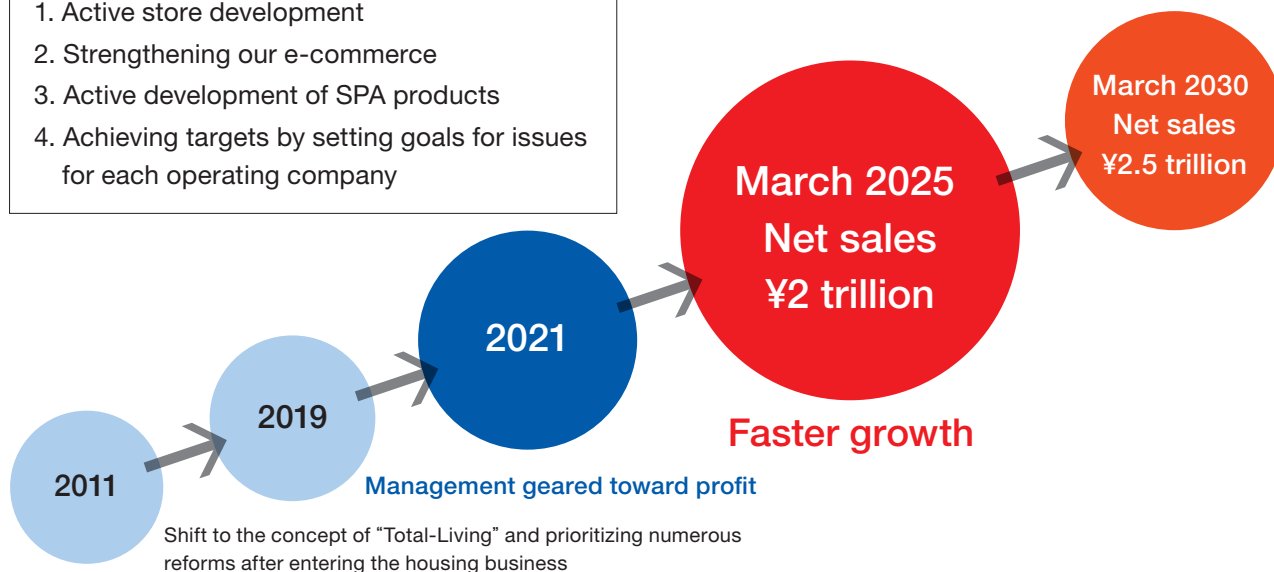 1. Active store development
2. Strengthening our e-commerce
3. Active development of SPA products
4. Achieving targets by setting goals for issues
for each operating company
March 2030
Net sales
¥2.5 trillion
March 2025
Net sales
¥2 trillion
Faster growth
2021
Management geared toward profit
2019
2011
Shift to the concept of “Total-Living” and prioritizing numerous
reforms after entering the housing business